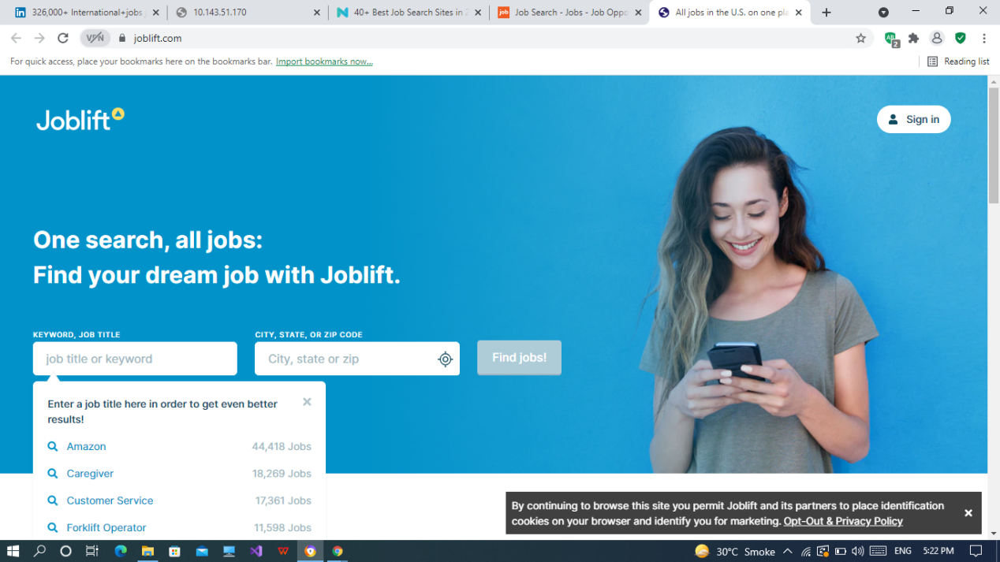 326,000+ International+jobs j
10.143.51.170
40+ Best Job Search Sites in 2
job
Job Search - Jobs - Job Oppo
All jobs in the U.S. on one pla
VPN
joblift.com
2
For quick access, place your bookmarks here on the bookmarks bar. Import bookmarks now...
Reading list
Joblift
Sign in
One search, all jobs:
Find your dream job with Joblift.
KEYWORD, JOB TITLE
CITY, STATE, OR ZIP CODE
job title or keyword
City, state or zip
Find jobs!
Enter a job title here in order to get even better
results!
Amazon 44,418 Jobs
Caregiver 18,269 Jobs
Customer Service 17,361 Jobs
Forklift Operator 11,598 Jobs
By continuing to browse this site you permit Joblift and its partners to place identification
cookies on your browser and identify you for marketing. Opt-Out & Privacy Policy
30°C Smoke
ENG
5:22 PM